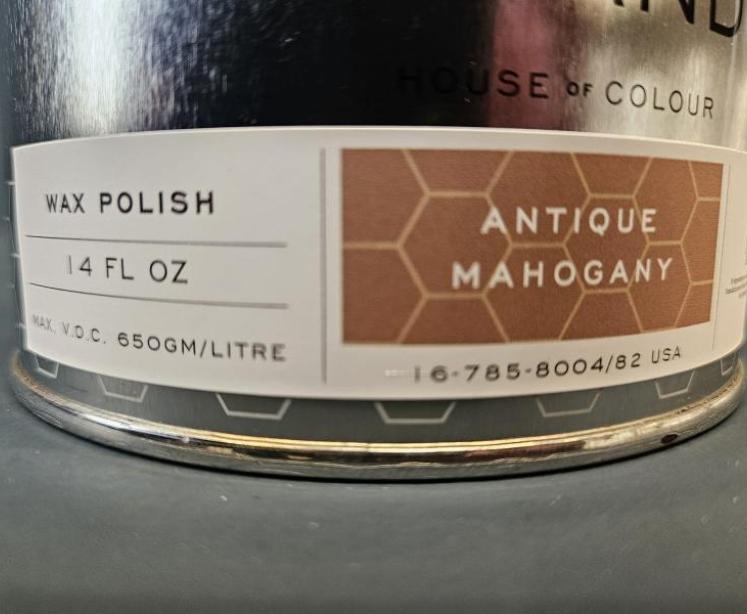 HOUSE OF COLOUR
WAX POLISH
14 FL OZ
MAX. V.O.C. 650GM/LITRE
ANTIQUE
MAHOGANY
16-785-8004/82 USA